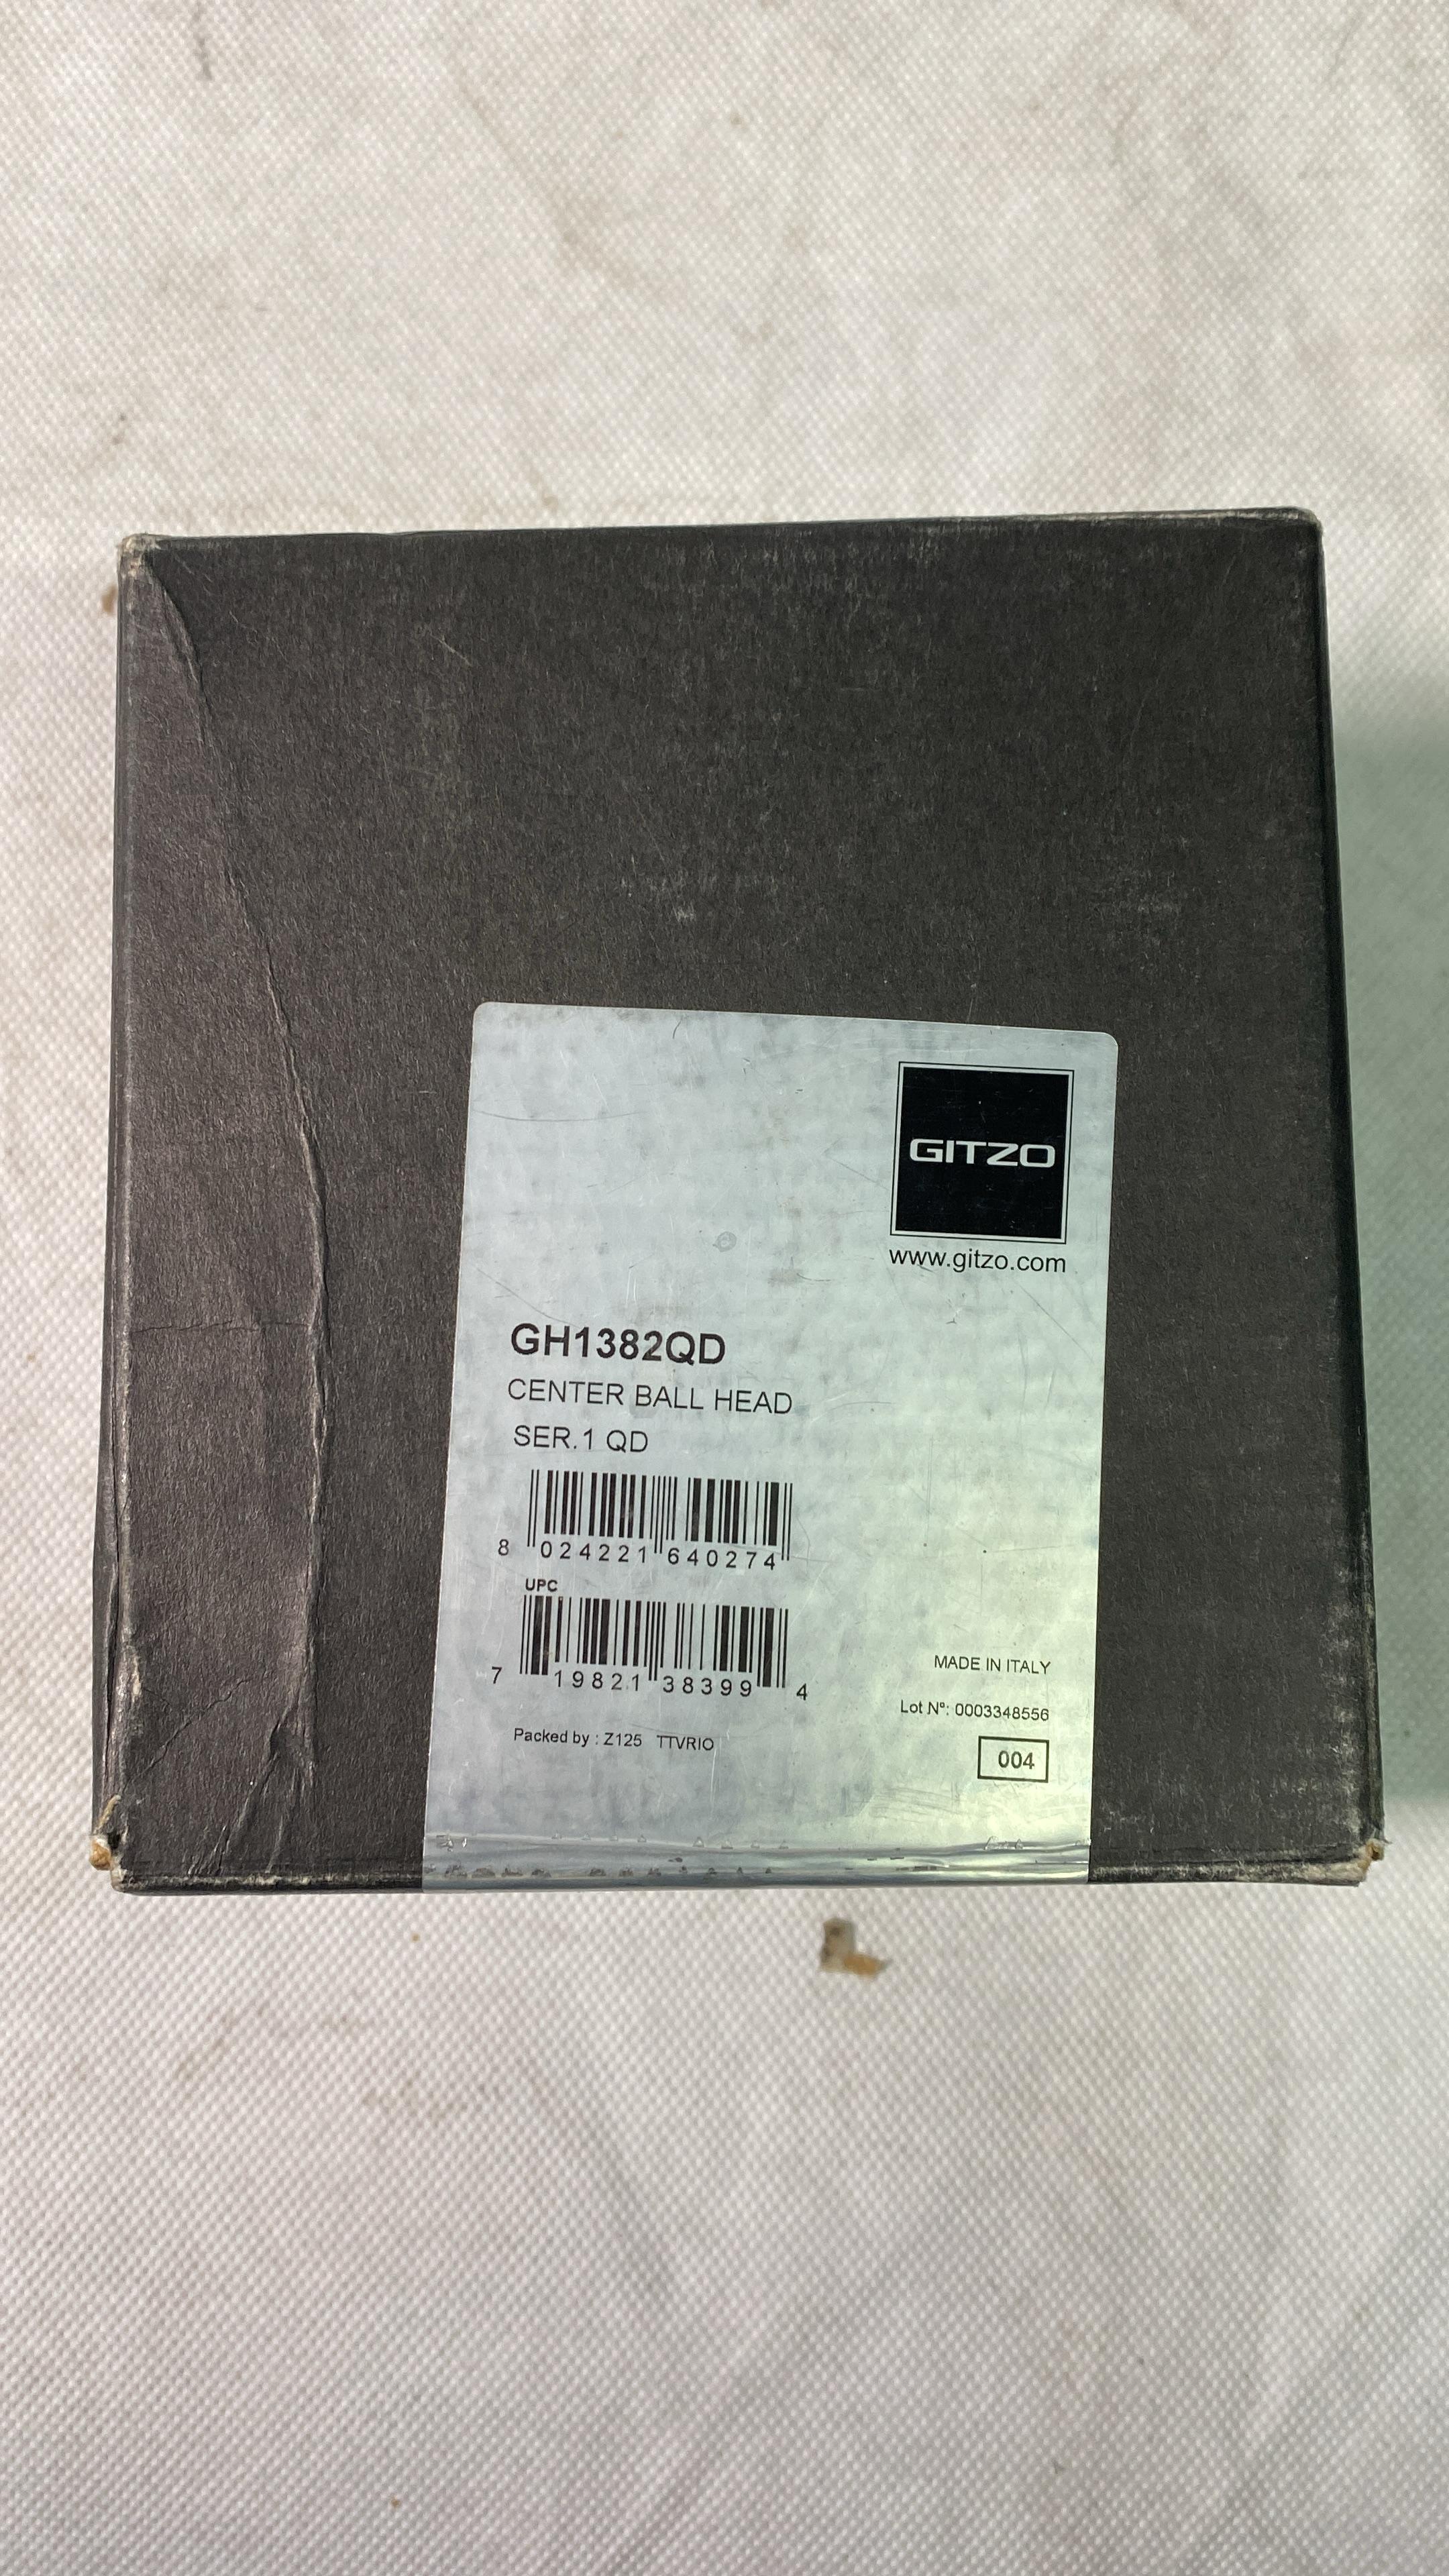 GITZO
www.gitzo.com
GH1382QD
CENTER BALL HEAD
SER.1 QD
8 024221 640274
UPC
7 19821 38399 4
MADE IN ITALY
Lot Nº: 0003348556
Packed by : Z125 TTVRIO
004